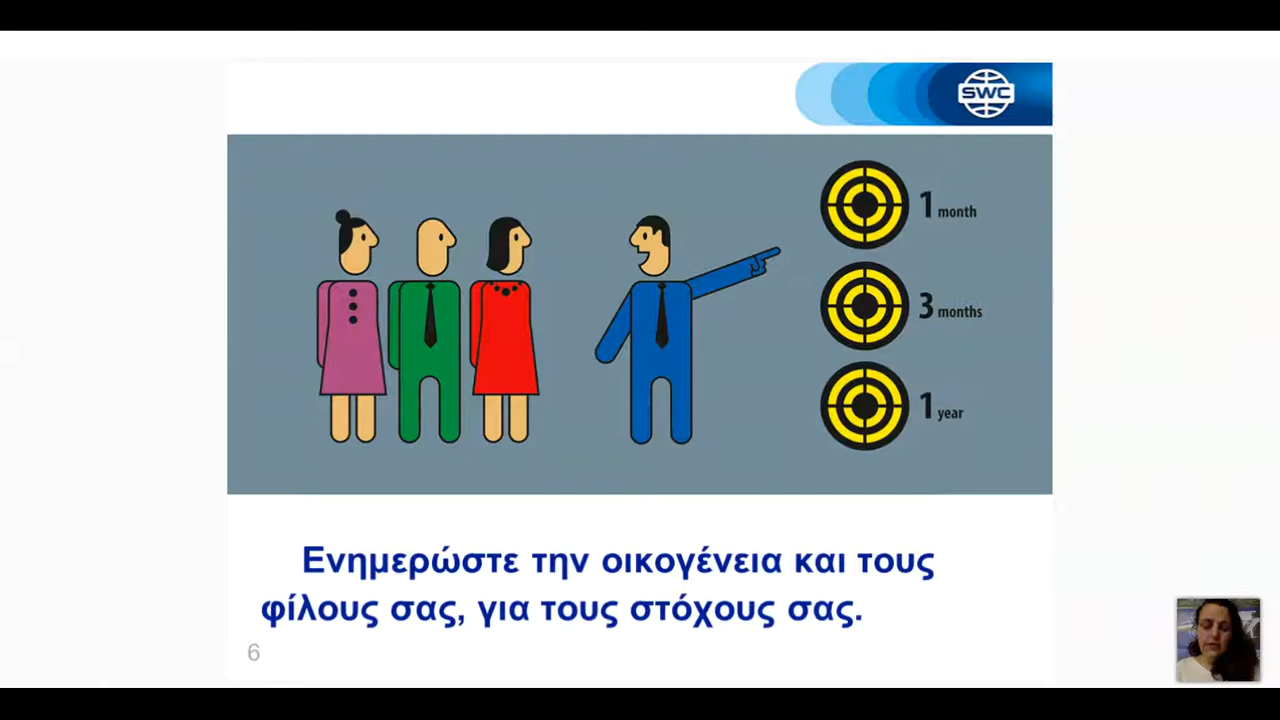 SWC
1 month
3 months
1 year
Ενημερώστε την οικογένεια και τους
φίλους σας, για τους στόχους σας.
6